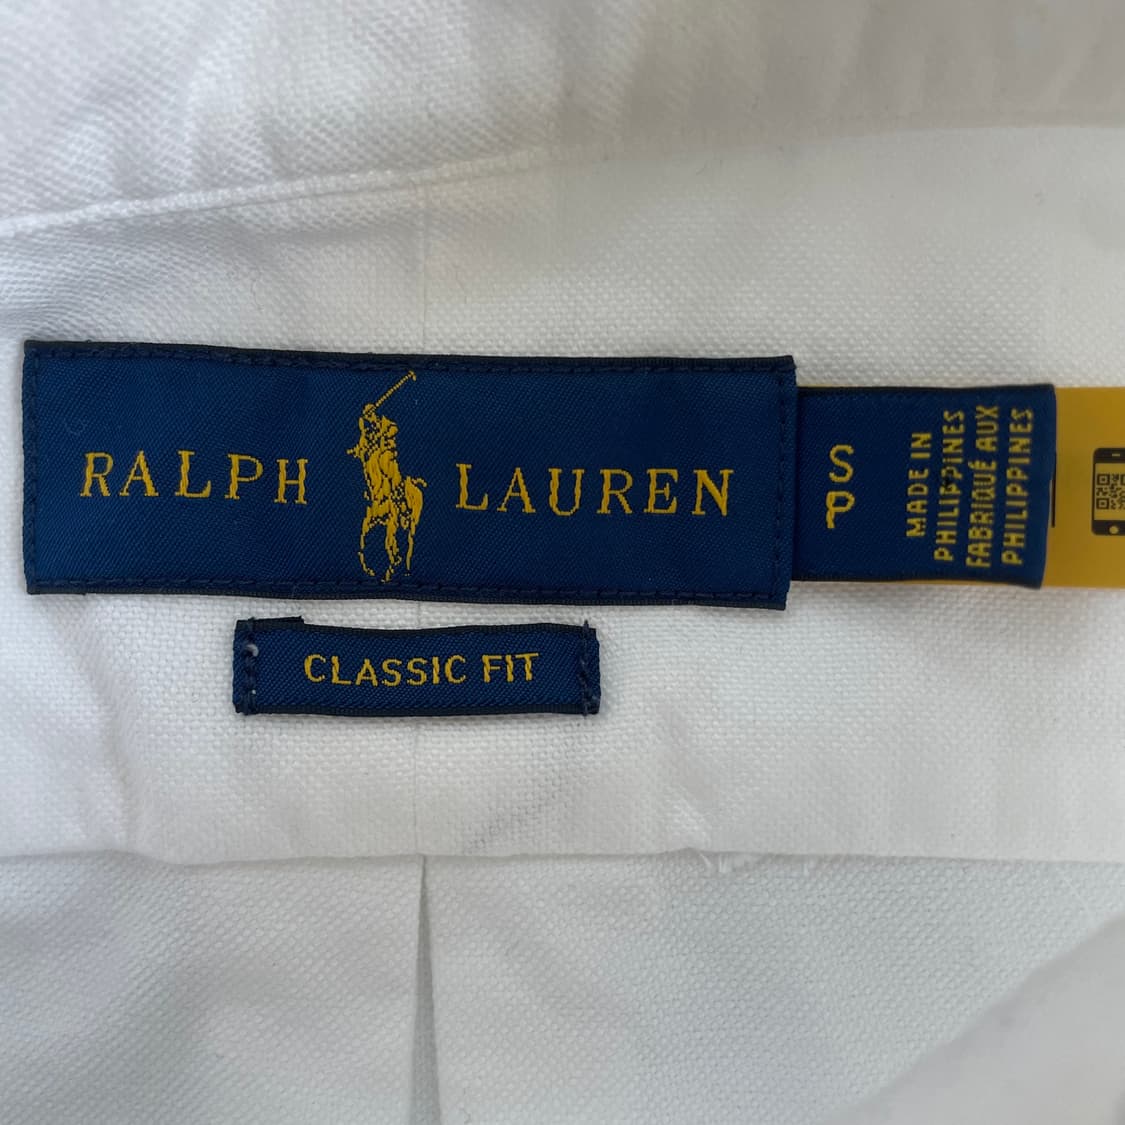 RALPH LAUREN
S
P
MADE IN
PHILIPPINES
FABRIQUÉ AUX
PHILIPPINES
CLASSIC FIT